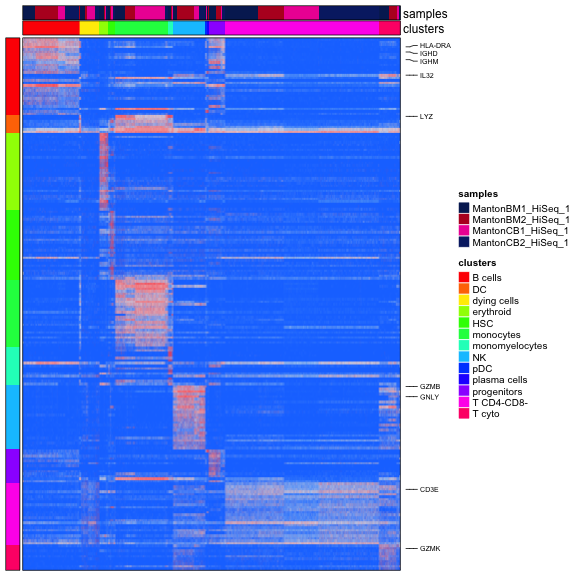 samples
clusters
HLA-DRA
IGHD
IGHM
IL32
LYZ
GZMB
GNLY
CD3E
GZMK
samples
MantonBM1_HiSeq_1
MantonBM2_HiSeq_1
MantonCB1_HiSeq_1
MantonCB2_HiSeq_1
clusters
B cells
DC
dying cells
erythroid
HSC
monocytes
monomyelocytes
NK
pDC
plasma cells
progenitors
T CD4-CD8-
T cyto